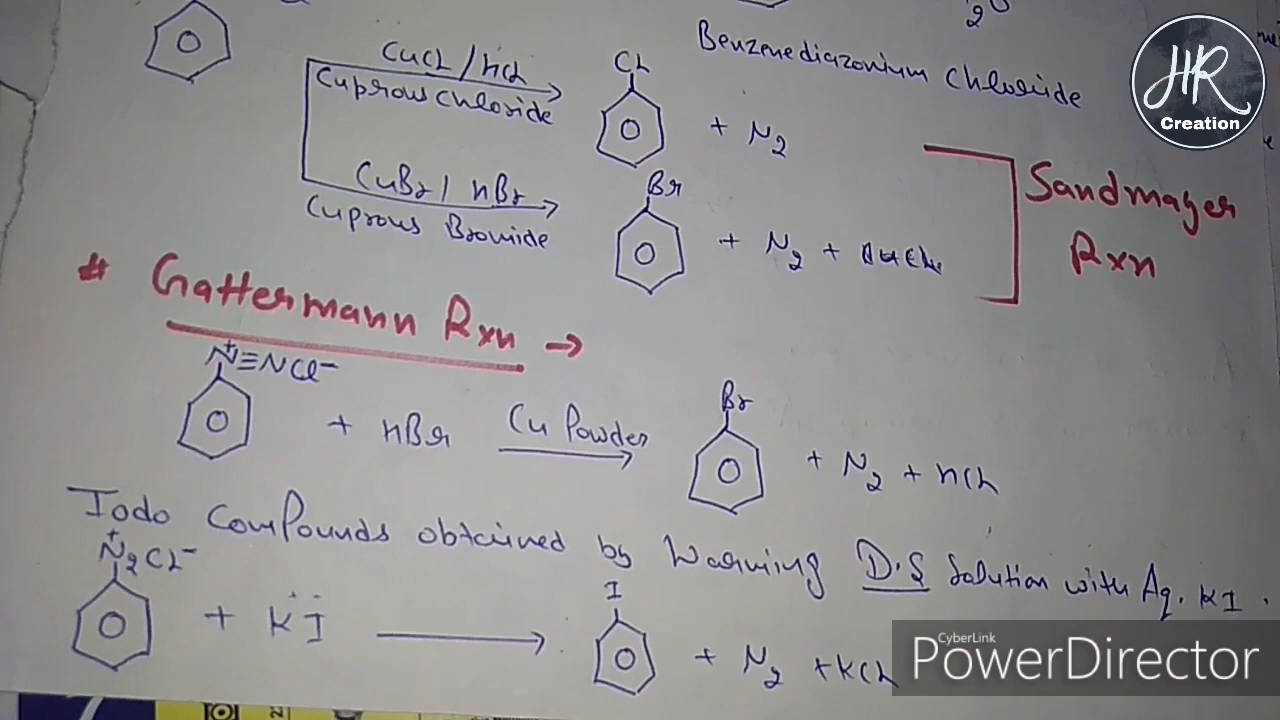 2O
Benzenediazonium Chloride
HR
Creation
CuCl / HCl
Cuprous Chloride
Cl
+ N2
CuBr / HBr
Cuprous Bromide
Br
+ N2 +
Sandmayer
Rxn
# Gattermann Rxn →
N+≡NCl-
+ HBr
Cu Powder
Br
+ N2 + HCl
Iodo Compounds obtained by Warming D.S Solution with Aq. KI.
+
N2Cl-
+ KI
I
+ N2 + KCl
CyberLink
PowerDirector